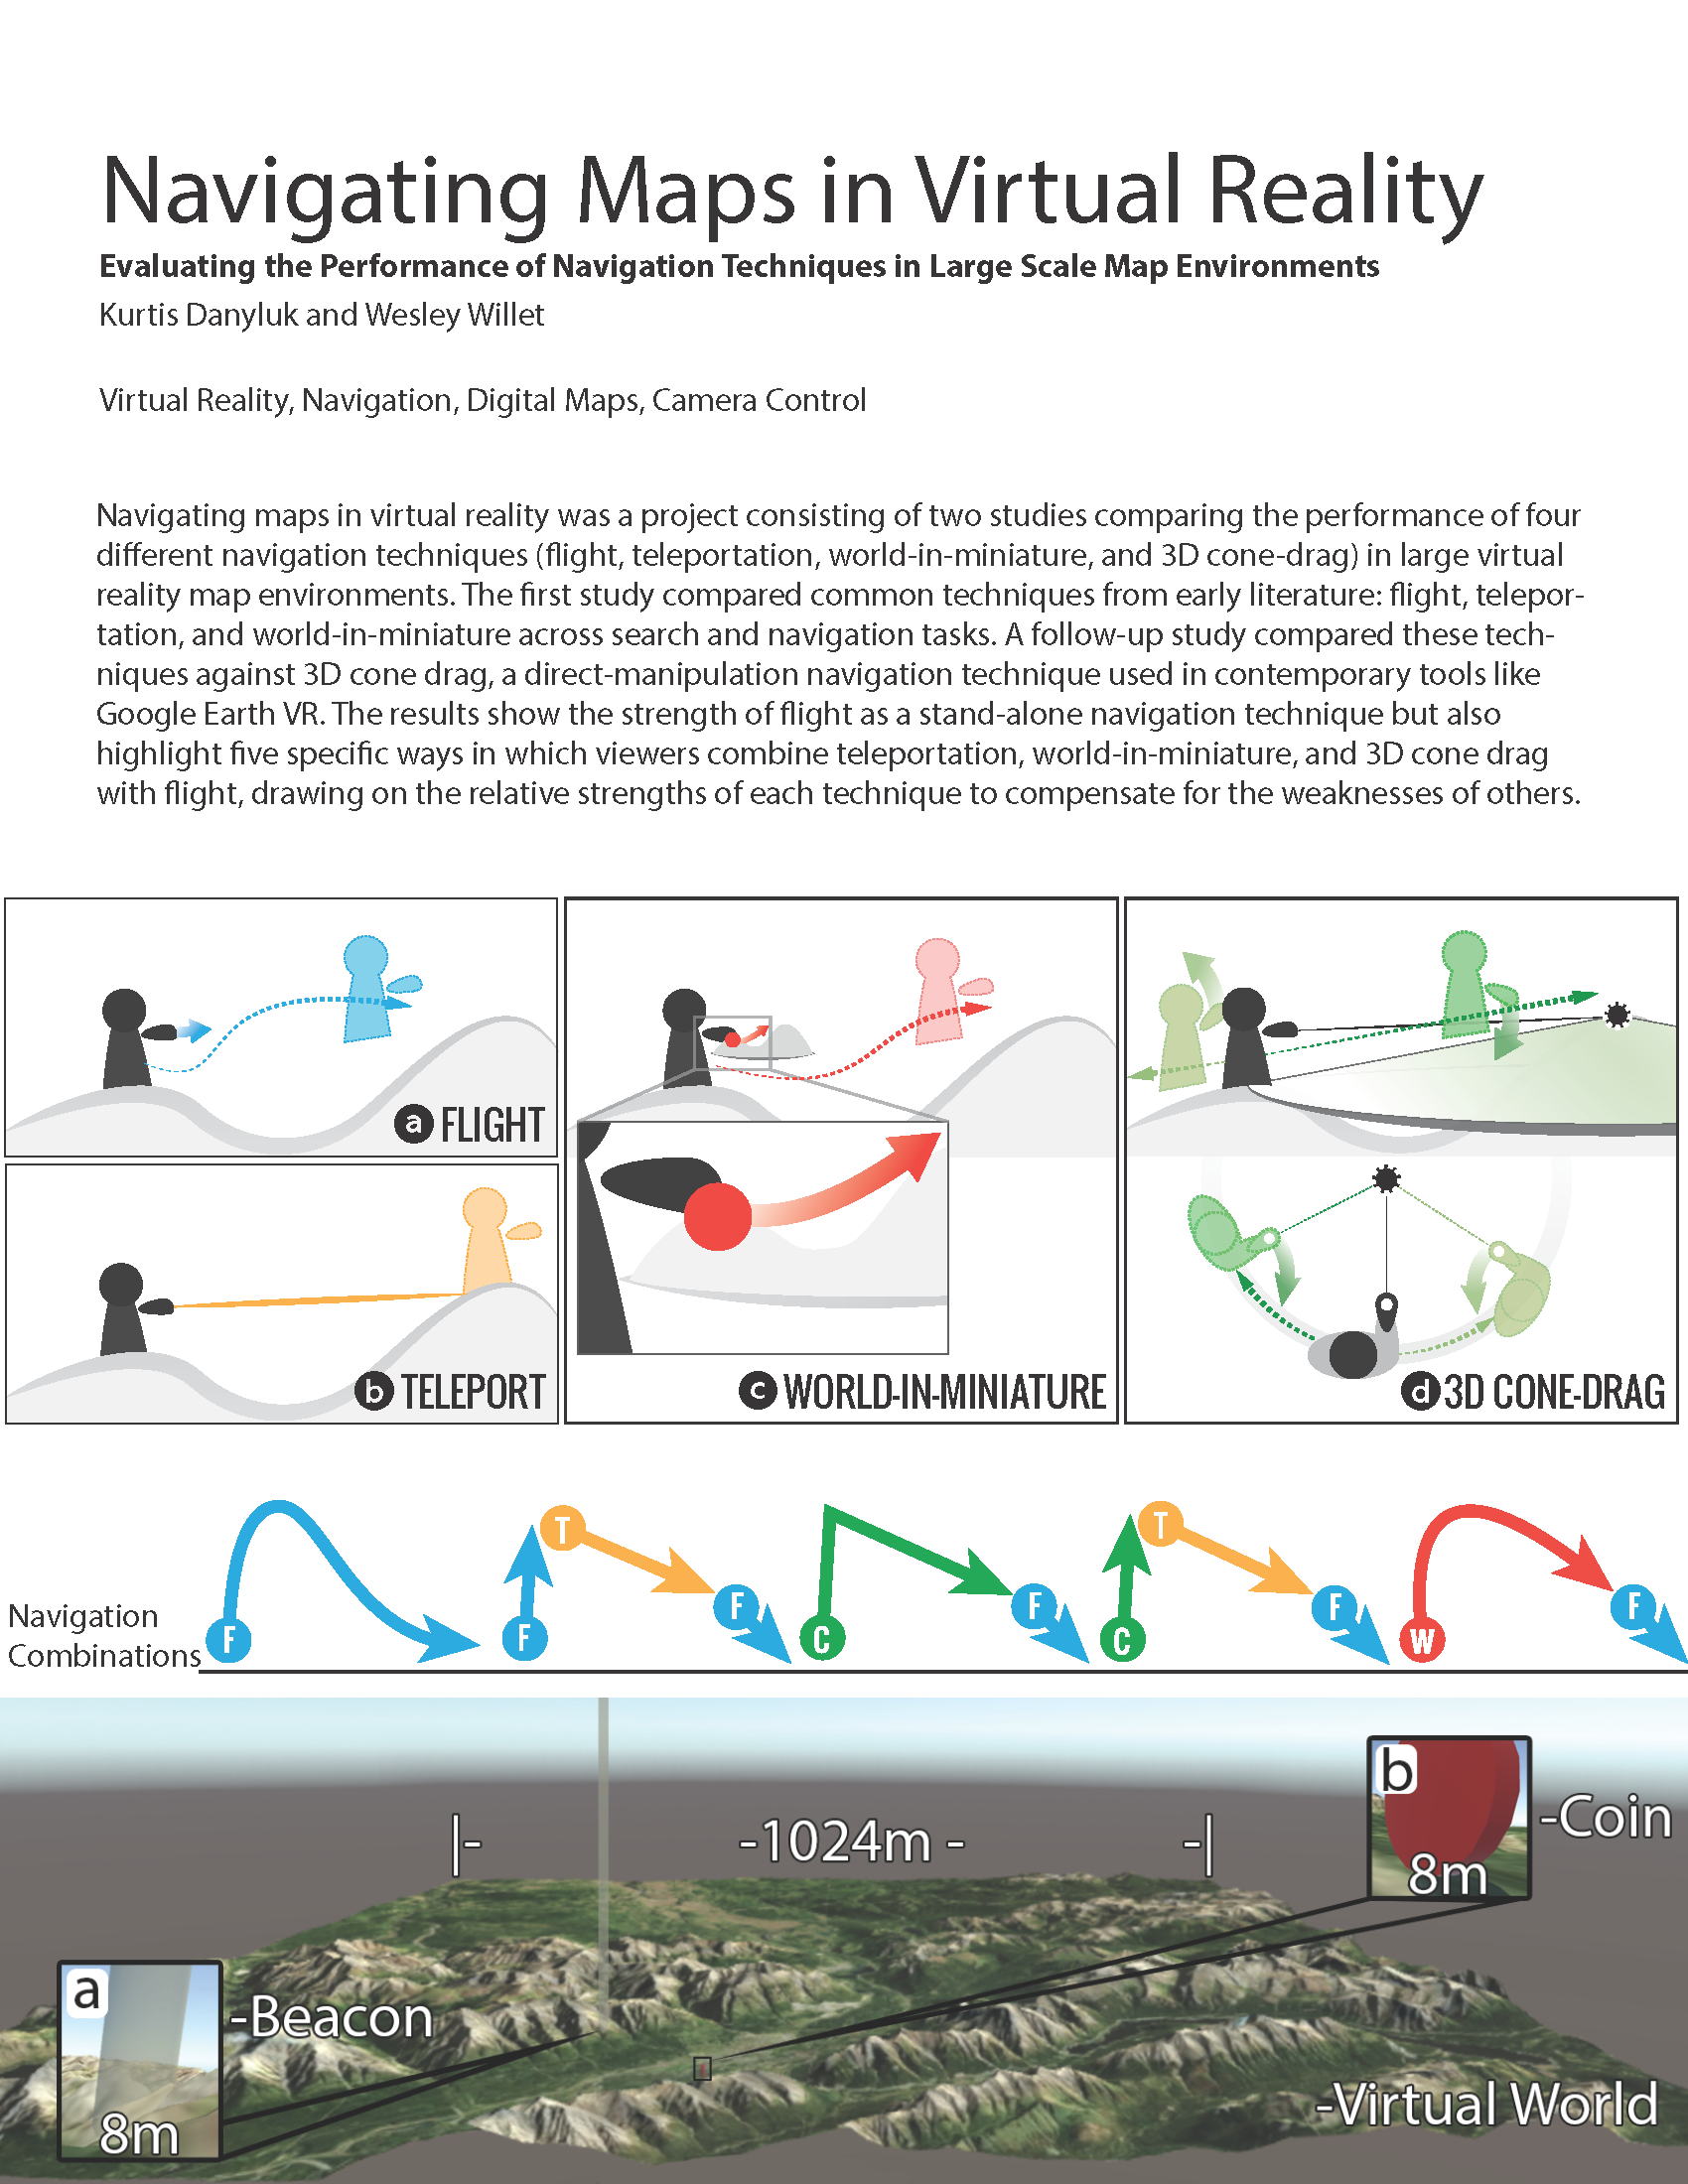 Navigating Maps in Virtual Reality
Evaluating the Performance of Navigation Techniques in Large Scale Map Environments
Kurtis Danyluk and Wesley Willet
Virtual Reality, Navigation, Digital Maps, Camera Control
Navigating maps in virtual reality was a project consisting of two studies comparing the performance of four
different navigation techniques (flight, teleportation, world-in-miniature, and 3D cone-drag) in large virtual
reality map environments. The first study compared common techniques from early literature: flight, telepor-
tation, and world-in-miniature across search and navigation tasks. A follow-up study compared these tech-
niques against 3D cone drag, a direct-manipulation navigation technique used in contemporary tools like
Google Earth VR. The results show the strength of flight as a stand-alone navigation technique but also
highlight five specific ways in which viewers combine teleportation, world-in-miniature, and 3D cone drag
with flight, drawing on the relative strengths of each technique to compensate for the weaknesses of others.
a FLIGHT
b TELEPORT
c WORLD-IN-MINIATURE
d 3D CONE-DRAG
Navigation
Combinations
F
F T F
C F
C T F
W F
|- -1024m - -|
b
8m
-Coin
a
8m
-Beacon
-Virtual World